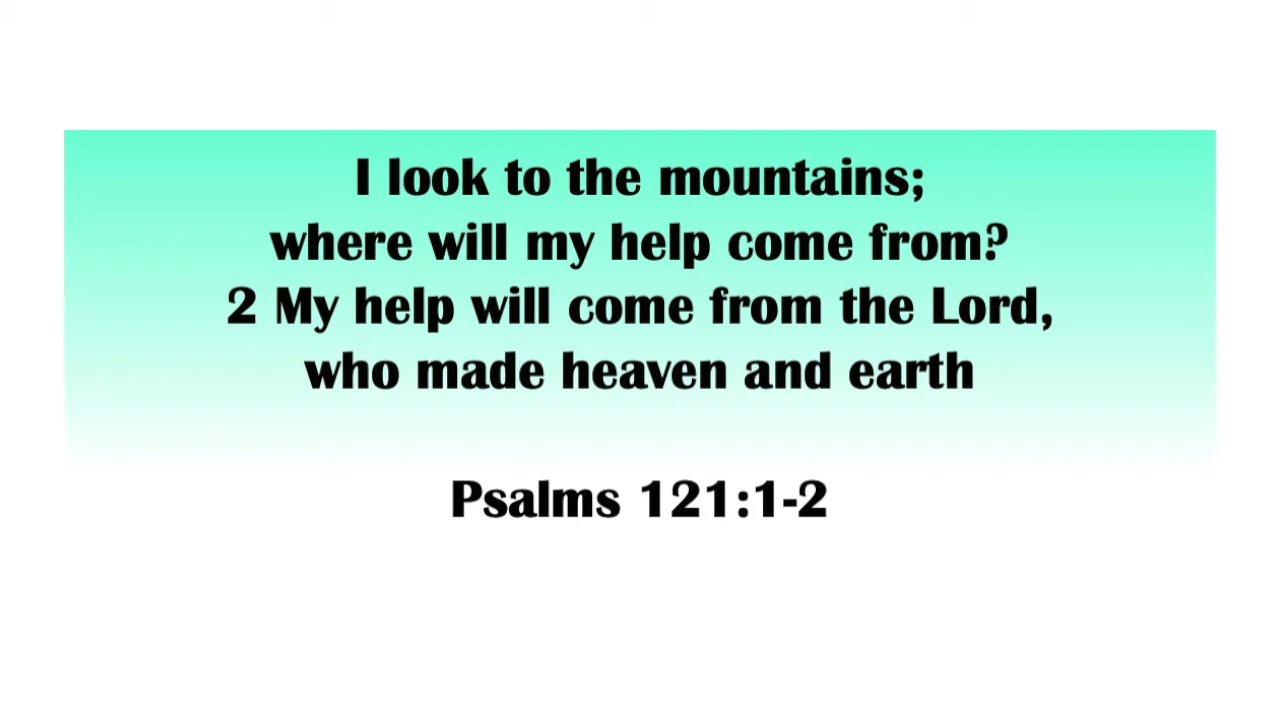 I look to the mountains;
where will my help come from?
2 My help will come from the Lord,
who made heaven and earth
Psalms 121:1-2